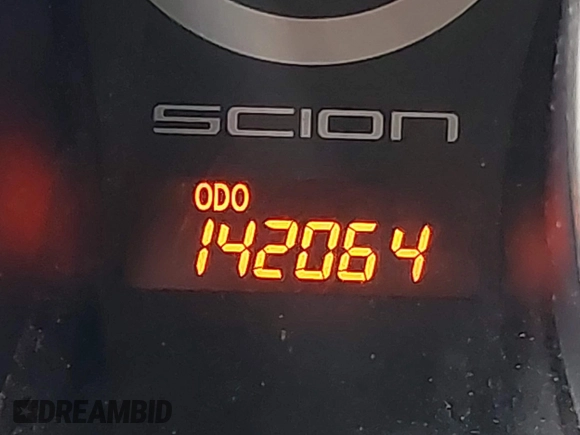 SCION
ODO
142064
DREAMBID